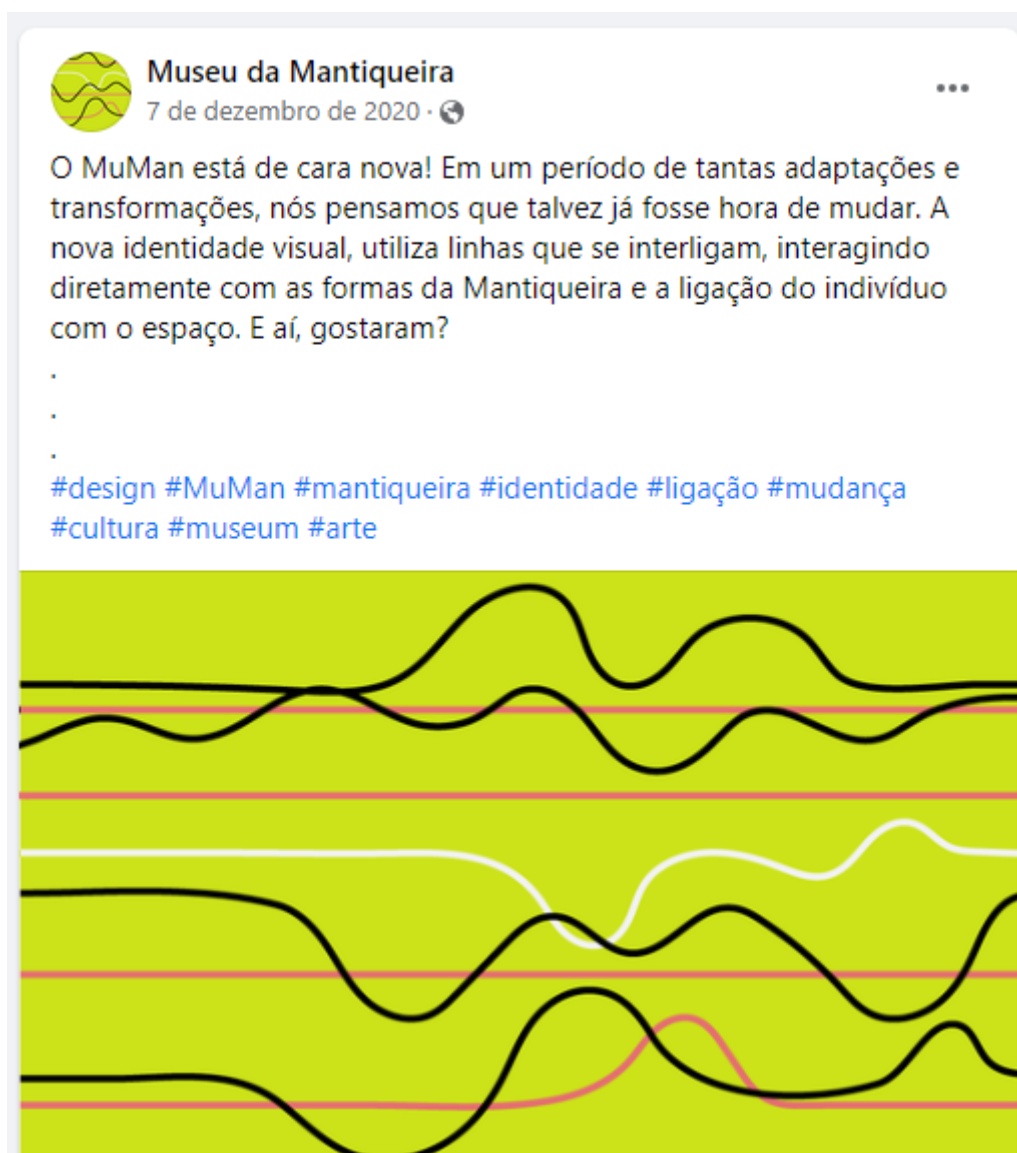 Museu da Mantiqueira
7 de dezembro de 2020 ·
O MuMan está de cara nova! Em um período de tantas adaptações e
transformações, nós pensamos que talvez já fosse hora de mudar. A
nova identidade visual, utiliza linhas que se interligam, interagindo
diretamente com as formas da Mantiqueira e a ligação do indivíduo
com o espaço. E aí, gostaram?
.
.
.
#design #MuMan #mantiqueira #identidade #ligação #mudança
#cultura #museum #arte